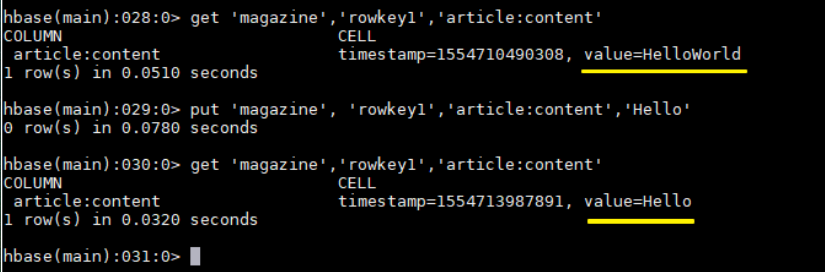 hbase(main):028:0> get 'magazine','rowkey1','article:content'
COLUMN                                CELL
 article:content                      timestamp=1554710490308, value=HelloWorld
1 row(s) in 0.0510 seconds
hbase(main):029:0> put 'magazine', 'rowkey1','article:content','Hello'
0 row(s) in 0.0780 seconds
hbase(main):030:0> get 'magazine','rowkey1','article:content'
COLUMN                                CELL
 article:content                      timestamp=1554713987891, value=Hello
1 row(s) in 0.0320 seconds
hbase(main):031:0>